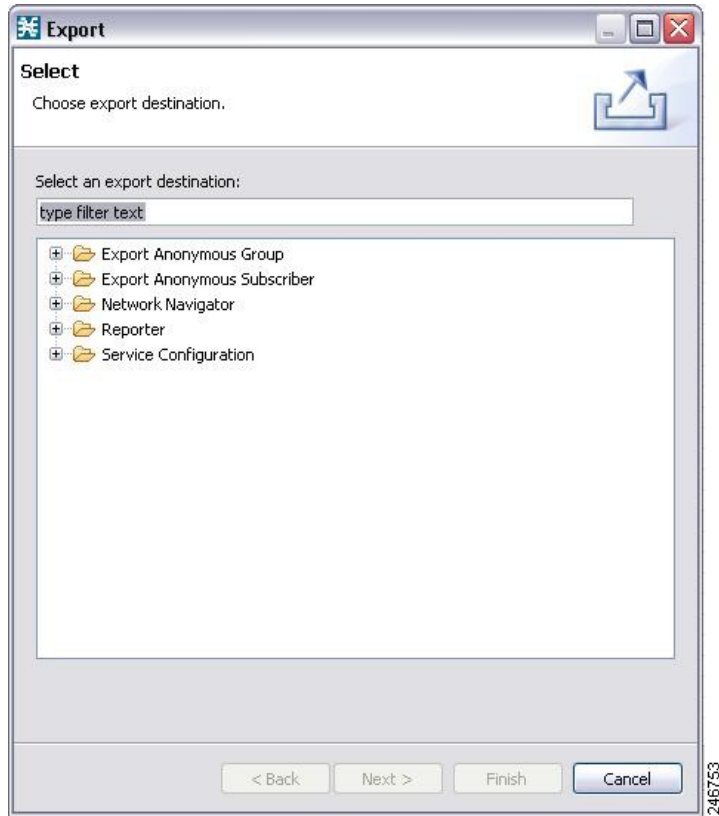 Export
Select
Choose export destination.
Select an export destination:
type filter text
Export Anonymous Group
Export Anonymous Subscriber
Network Navigator
Reporter
Service Configuration
< Back Next > Finish Cancel
246753